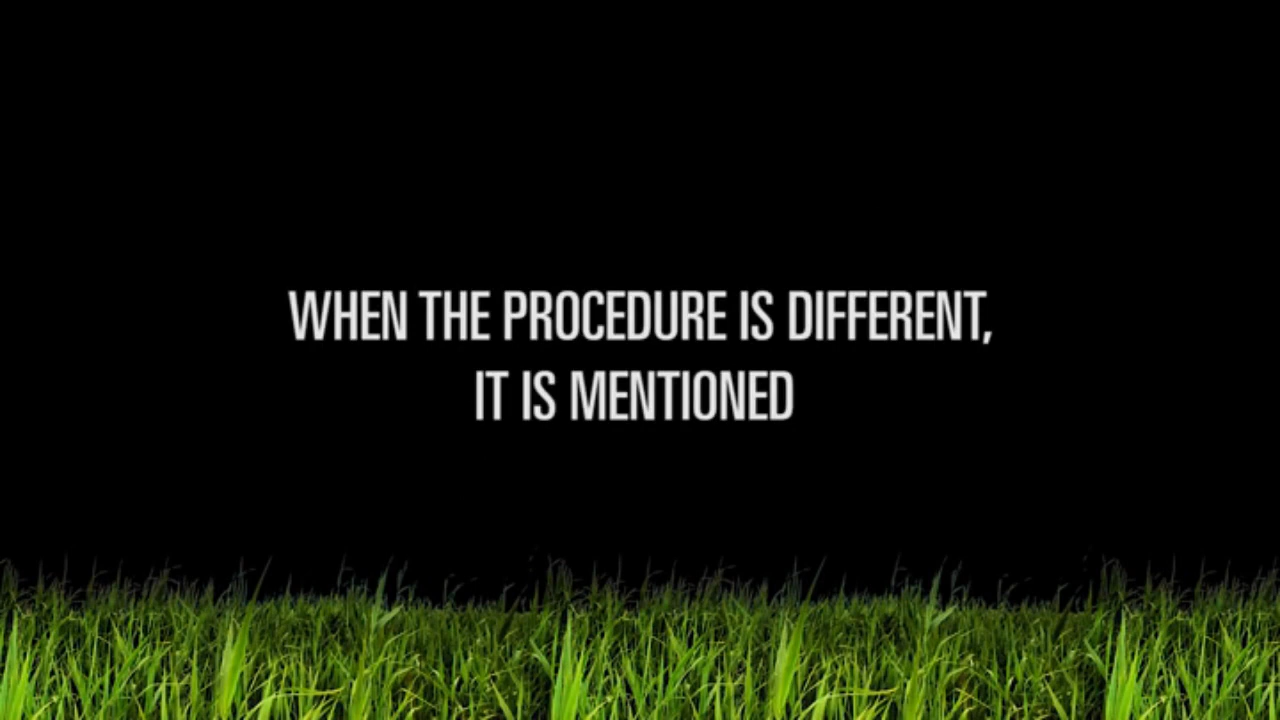 WHEN THE PROCEDURE IS DIFFERENT,
IT IS MENTIONED